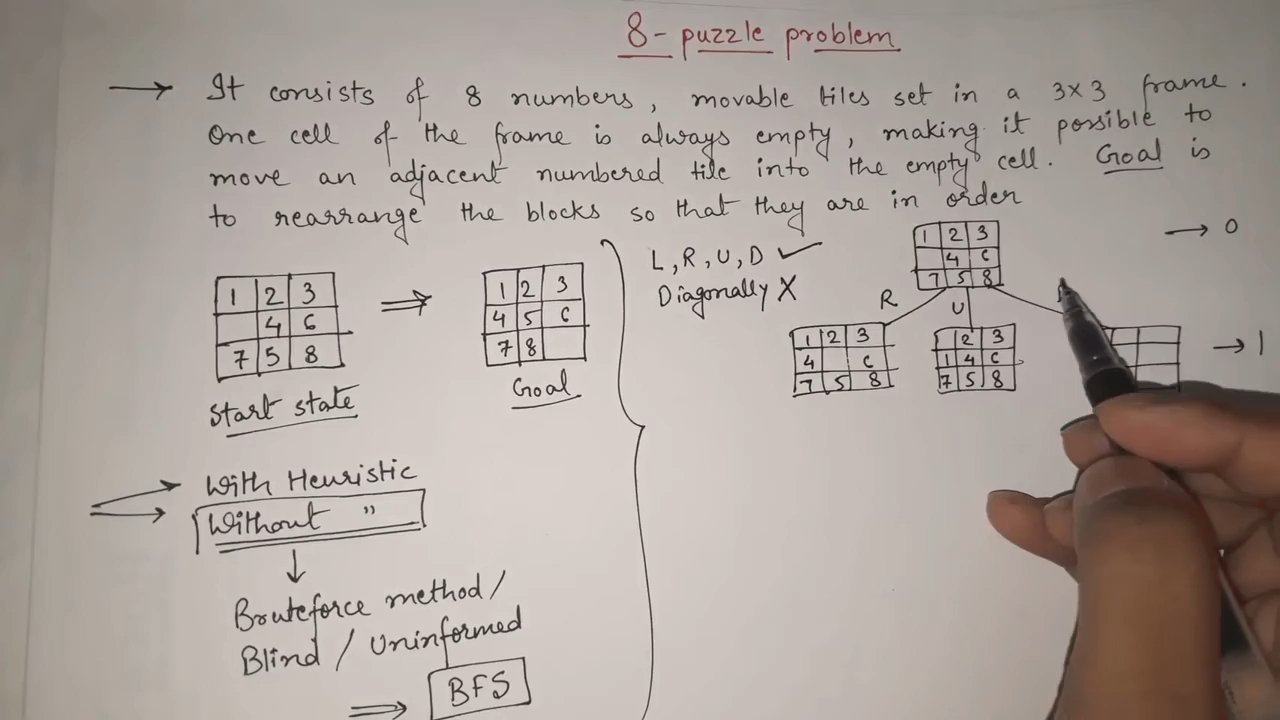 8- puzzle problem
→ It consists of 8 numbers, movable tiles set in a 3×3 frame.
One cell of the frame is always empty, making it possible to
move an adjacent numbered tile into the empty cell. Goal is
to rearrange the blocks so that they are in order
1 2 3
4 6
7 5 8
Start state
⇒
1 2 3
4 5 6
7 8
Goal
With Heuristic
Without "
↓
Bruteforce method/
Blind / Uninformed
⇒ BFS
L, R, U, D ✓
Diagonally X
1 2 3
4 6
7 5 8
→ 0
R
U
1 2 3
4 6
7 5 8
2 3
1 4 6
7 5 8
→ 1